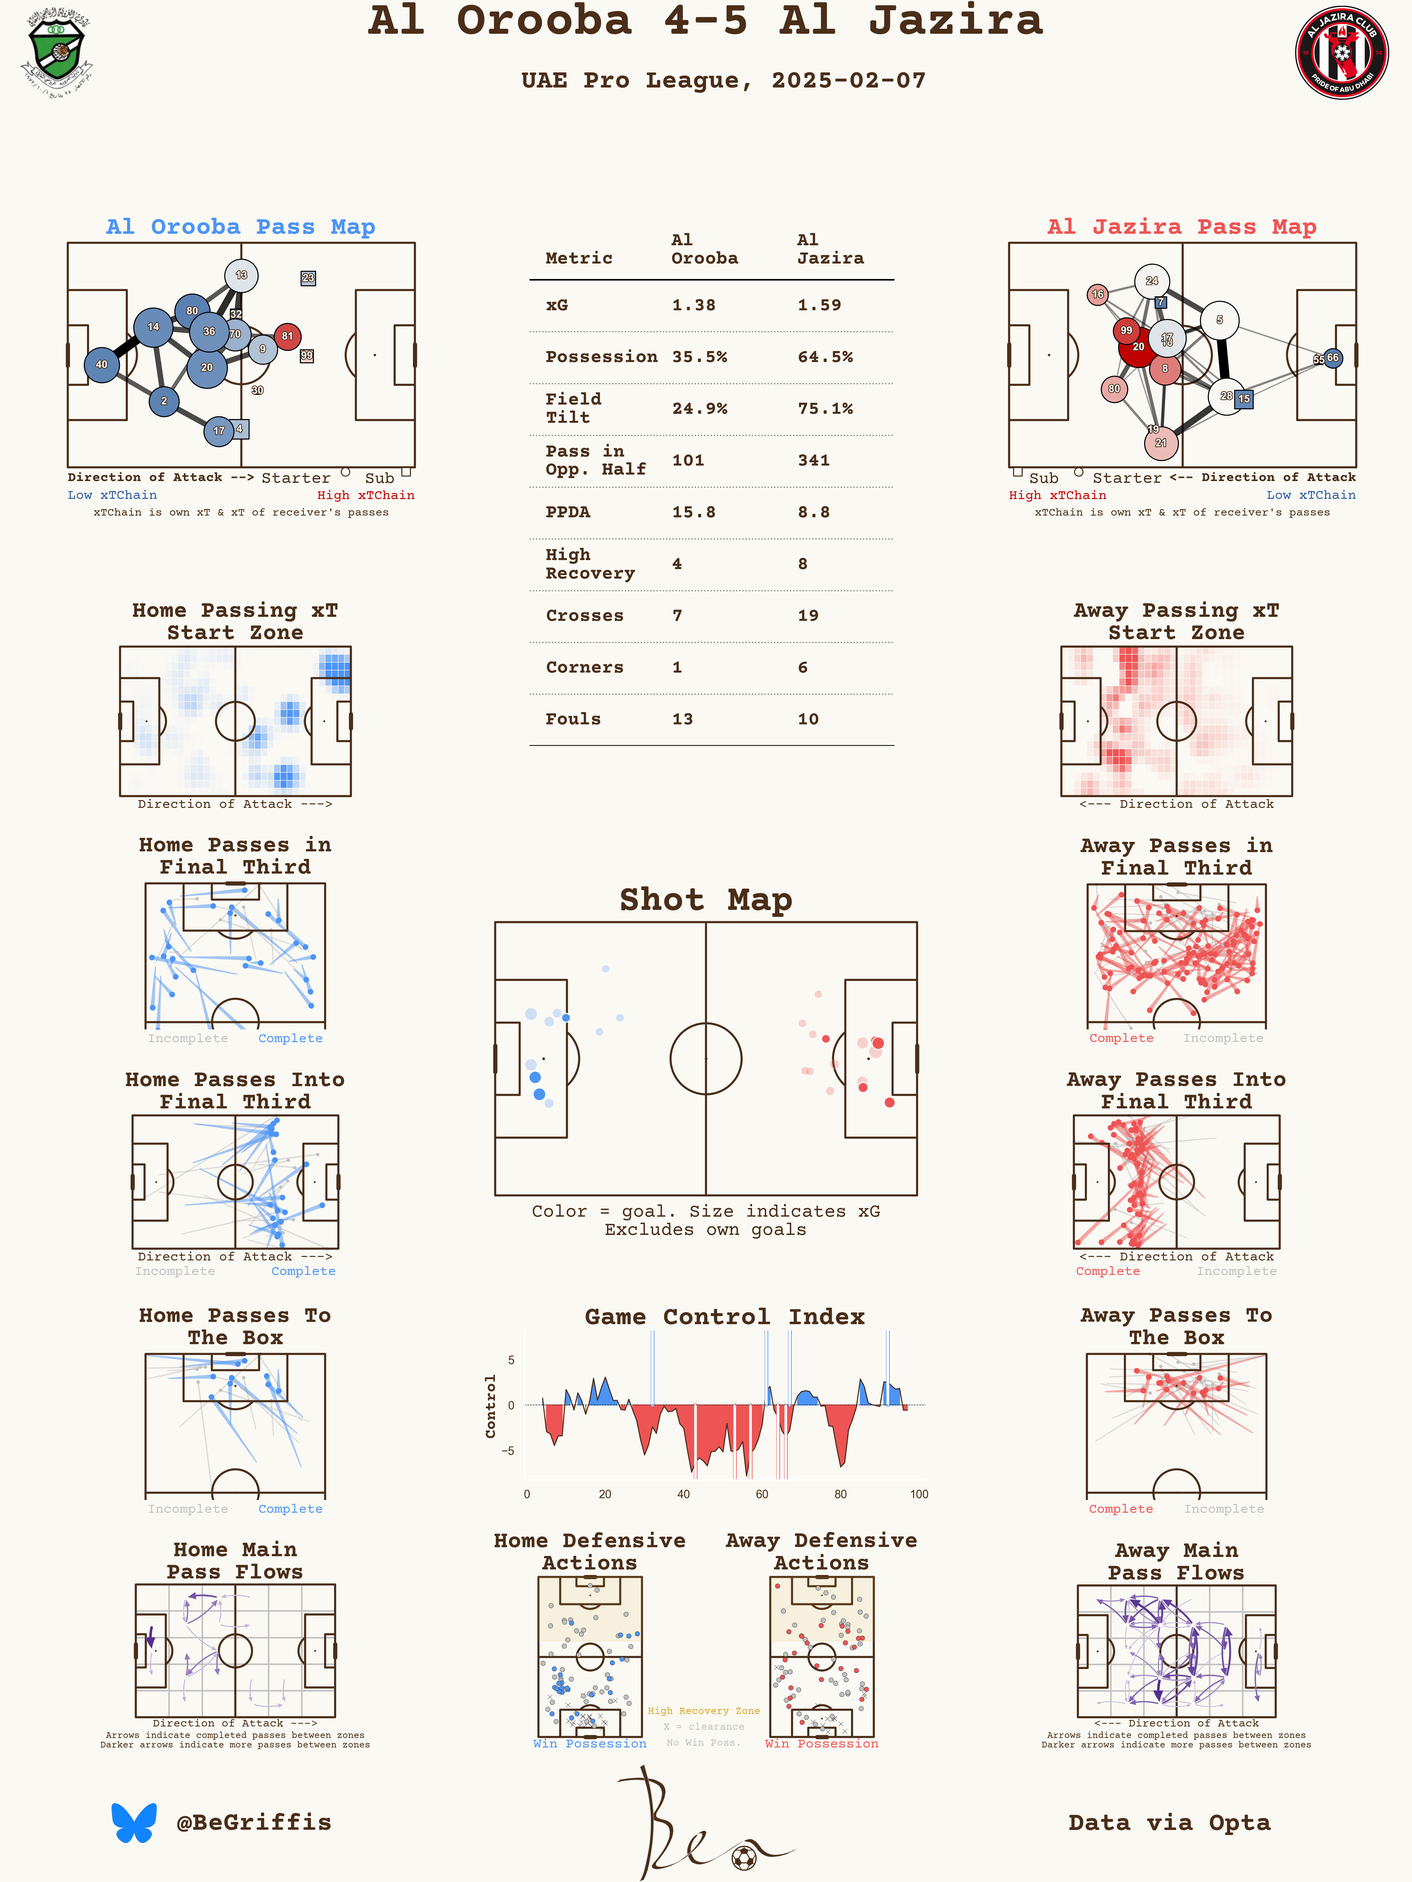 Al Orooba 4-5 Al Jazira
UAE Pro League, 2025-02-07
AL JAZIRA CLUB
PRIDE OF ABU DHABI
Al Orooba Pass Map
13
23
80
32
14
36
70
81
9
99
40
20
30
2
17
4
Direction of Attack --> Starter Sub
Low xTChain High xTChain
xTChain is own xT & xT of receiver's passes
Metric Al Orooba Al Jazira
xG 1.38 1.59
Possession 35.5% 64.5%
Field Tilt 24.9% 75.1%
Pass in Opp. Half 101 341
PPDA 15.8 8.8
High Recovery 4 8
Crosses 7 19
Corners 1 6
Fouls 13 10
Al Jazira Pass Map
24
16
7
5
99
17
20
55
66
8
80
28
15
19
21
Sub Starter <-- Direction of Attack
High xTChain Low xTChain
xTChain is own xT & xT of receiver's passes
Home Passing xT
Start Zone
Direction of Attack --->
Away Passing xT
Start Zone
<--- Direction of Attack
Home Passes in
Final Third
Incomplete Complete
Away Passes in
Final Third
Complete Incomplete
Shot Map
Color = goal. Size indicates xG
Excludes own goals
Home Passes Into
Final Third
Direction of Attack --->
Incomplete Complete
Away Passes Into
Final Third
<--- Direction of Attack
Complete Incomplete
Home Passes To
The Box
Incomplete Complete
Game Control Index
Control
5
0
−5
0 20 40 60 80 100
Away Passes To
The Box
Complete Incomplete
Home Main
Pass Flows
Direction of Attack --->
Arrows indicate completed passes between zones
Darker arrows indicate more passes between zones
Home Defensive
Actions
Win Possession
High Recovery Zone
X = clearance
No Win Poss.
Away Defensive
Actions
Win Possession
Away Main
Pass Flows
<--- Direction of Attack
Arrows indicate completed passes between zones
Darker arrows indicate more passes between zones
@BeGriffis
Ben
Data via Opta